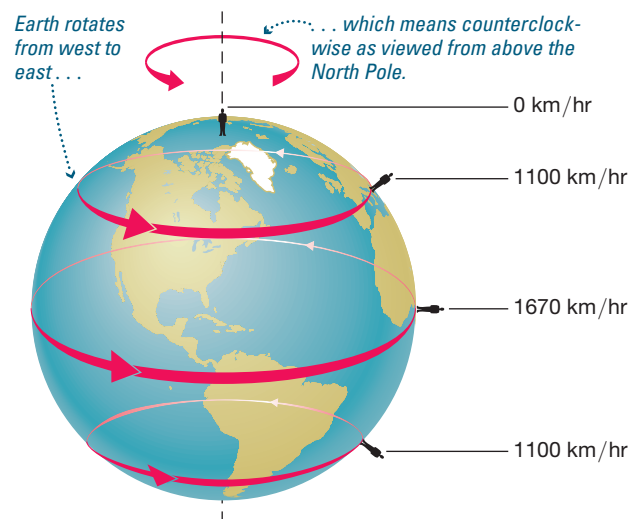 Earth rotates
from west to
east . . .
. . . which means counterclock-
wise as viewed from above the
North Pole.
0 km/hr
1100 km/hr
1670 km/hr
1100 km/hr